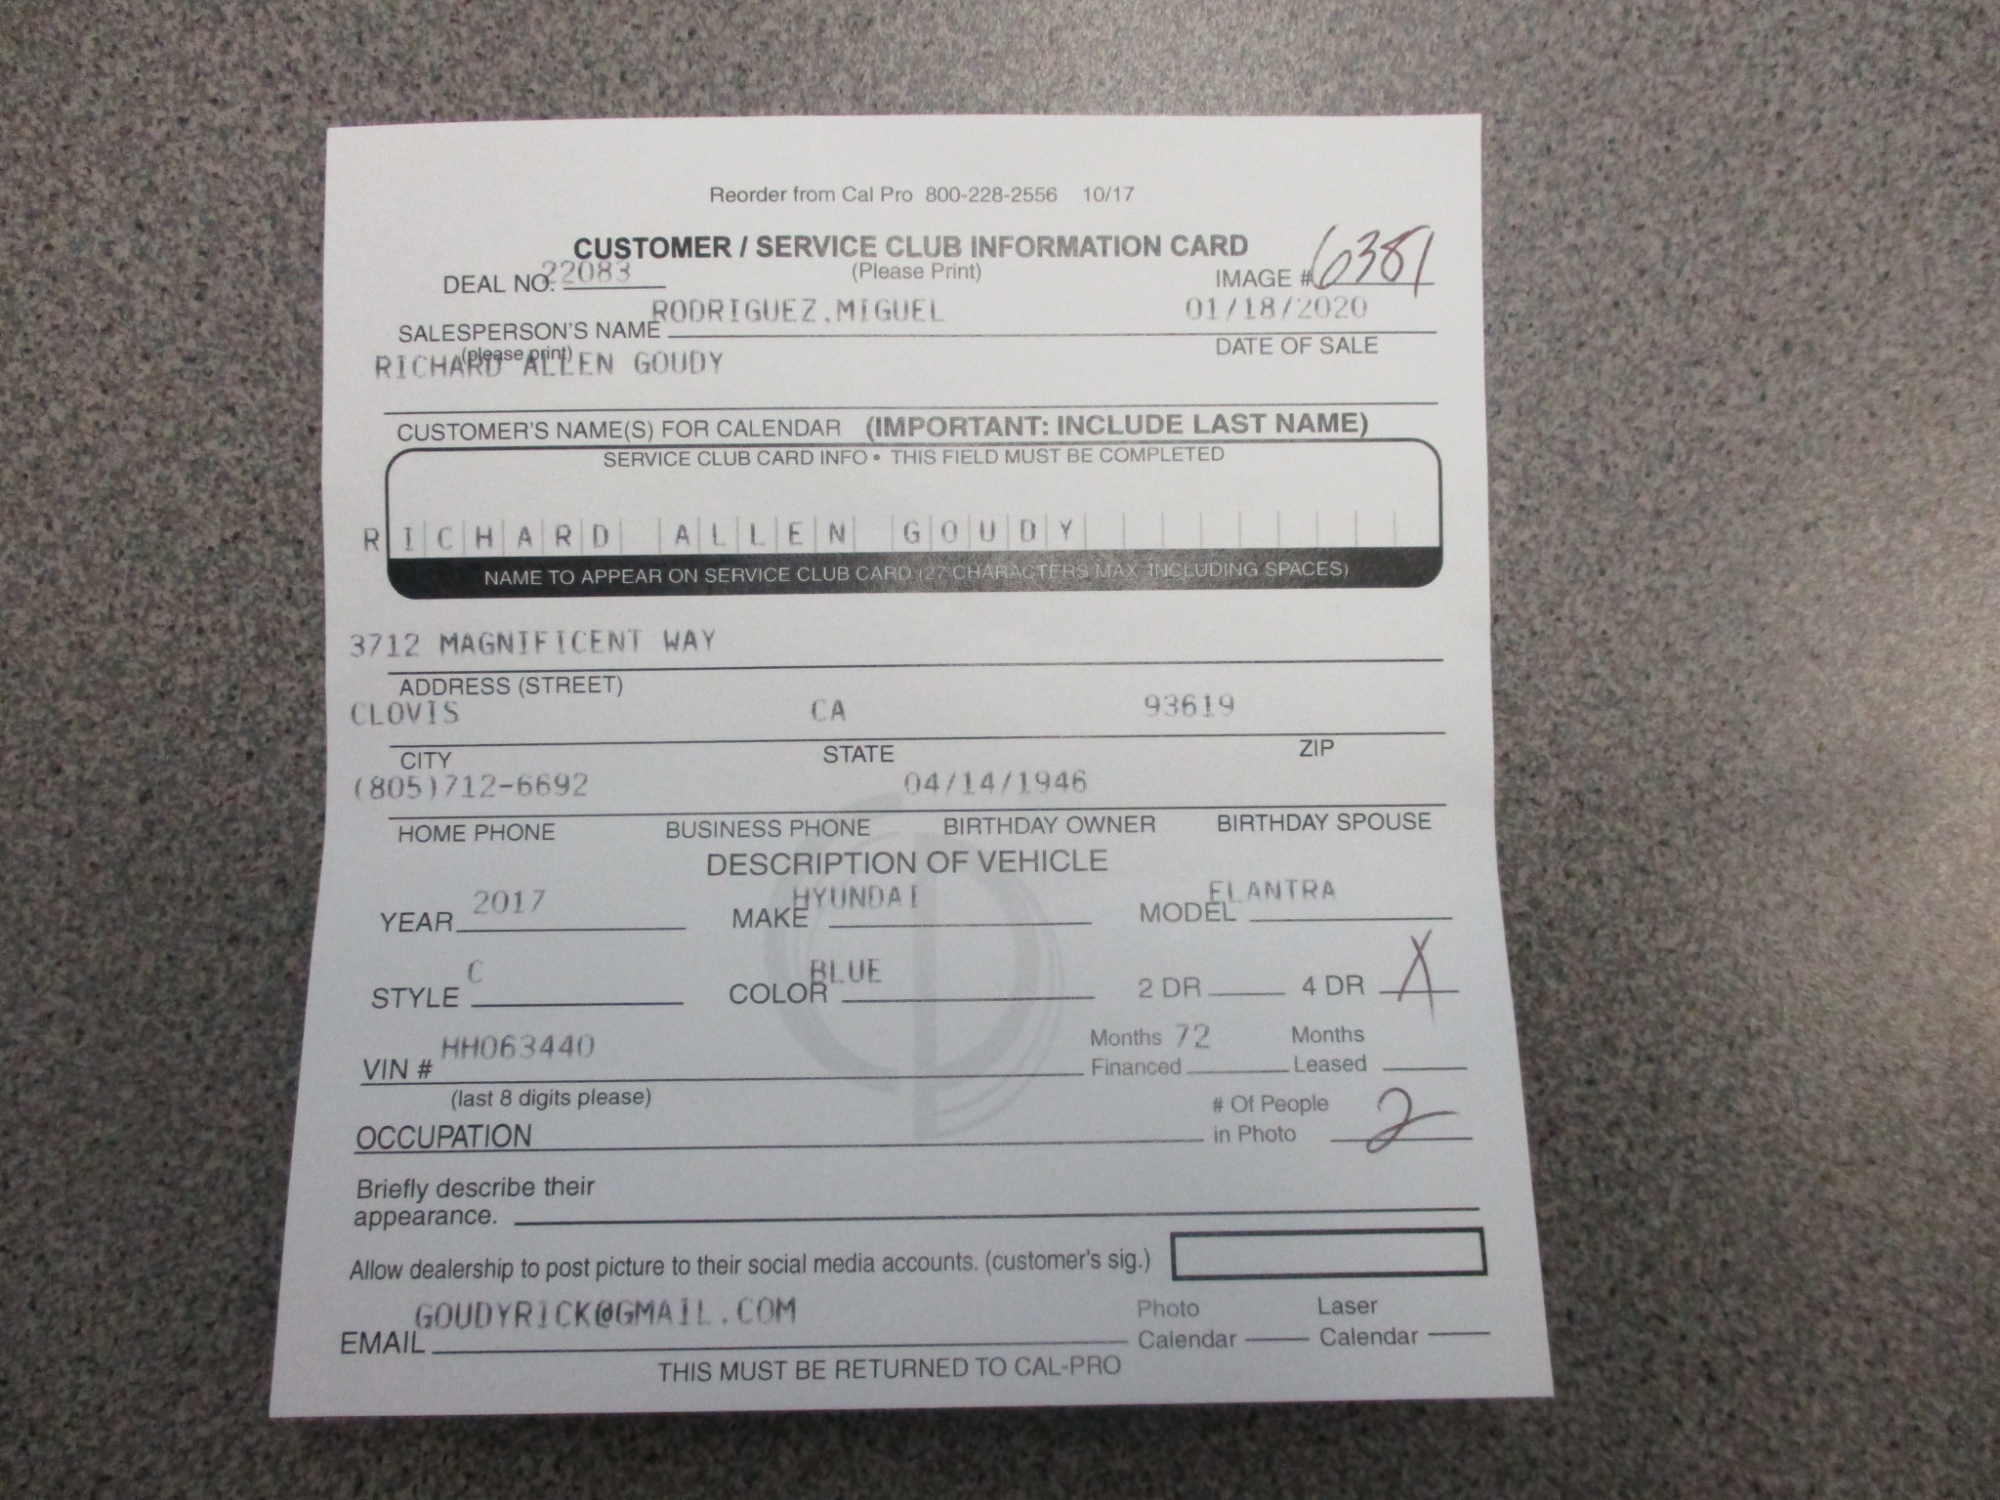 Reorder from Cal Pro 800-228-2556 10/17
CUSTOMER / SERVICE CLUB INFORMATION CARD
(Please Print)
DEAL NO. 22083
IMAGE # 6381
SALESPERSON'S NAME RODRIGUEZ,MIGUEL
01/18/2020
(please print)
DATE OF SALE
RICHARD ALLEN GOUDY
CUSTOMER'S NAME(S) FOR CALENDAR (IMPORTANT: INCLUDE LAST NAME)
SERVICE CLUB CARD INFO • THIS FIELD MUST BE COMPLETED
RICHARD ALLEN GOUDY
NAME TO APPEAR ON SERVICE CLUB CARD (27 CHARACTERS MAX. INCLUDING SPACES)
3712 MAGNIFICENT WAY
ADDRESS (STREET)
CLOVIS CA 93619
CITY STATE ZIP
(805)712-6692 04/14/1946
HOME PHONE BUSINESS PHONE BIRTHDAY OWNER BIRTHDAY SPOUSE
DESCRIPTION OF VEHICLE
YEAR 2017 MAKE HYUNDAI MODEL ELANTRA
STYLE C COLOR BLUE 2 DR 4 DR X
VIN # HH063440 Months Financed 72 Months Leased
(last 8 digits please)
OCCUPATION # Of People in Photo 2
Briefly describe their
appearance.
Allow dealership to post picture to their social media accounts. (customer's sig.)
EMAIL GOUDYRICK@GMAIL.COM Photo Calendar Laser Calendar
THIS MUST BE RETURNED TO CAL-PRO